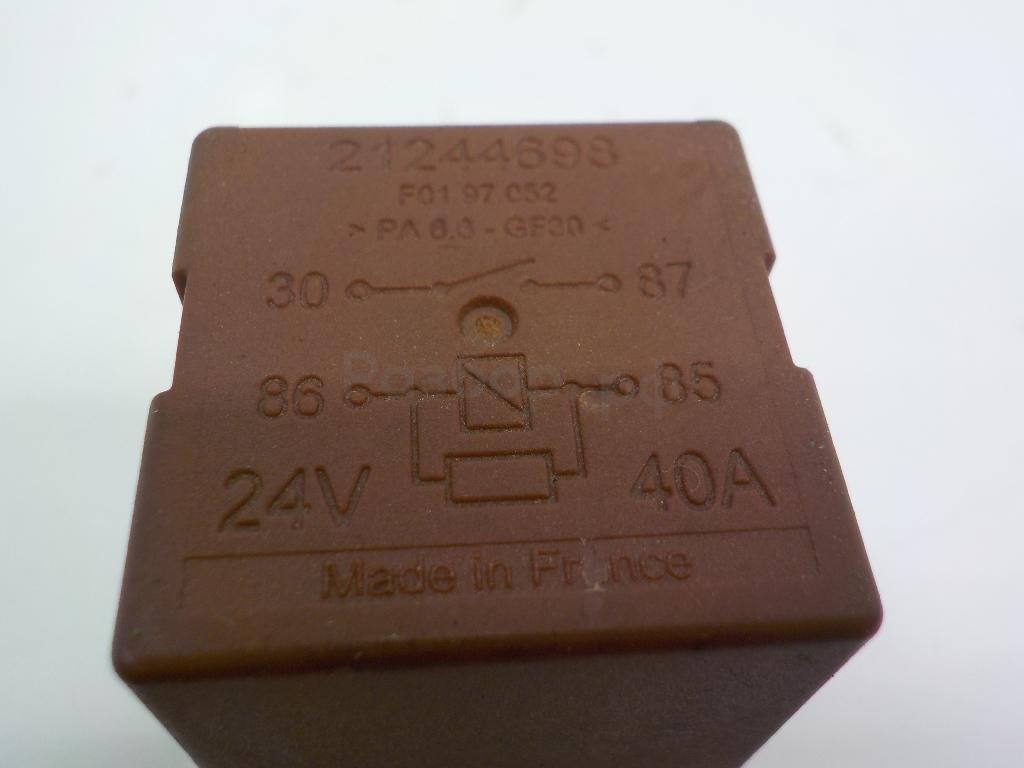 21244698
F01 97 052
> PA 6.6 - GF30 <
30 87
86 85
24V 40A
Made in France